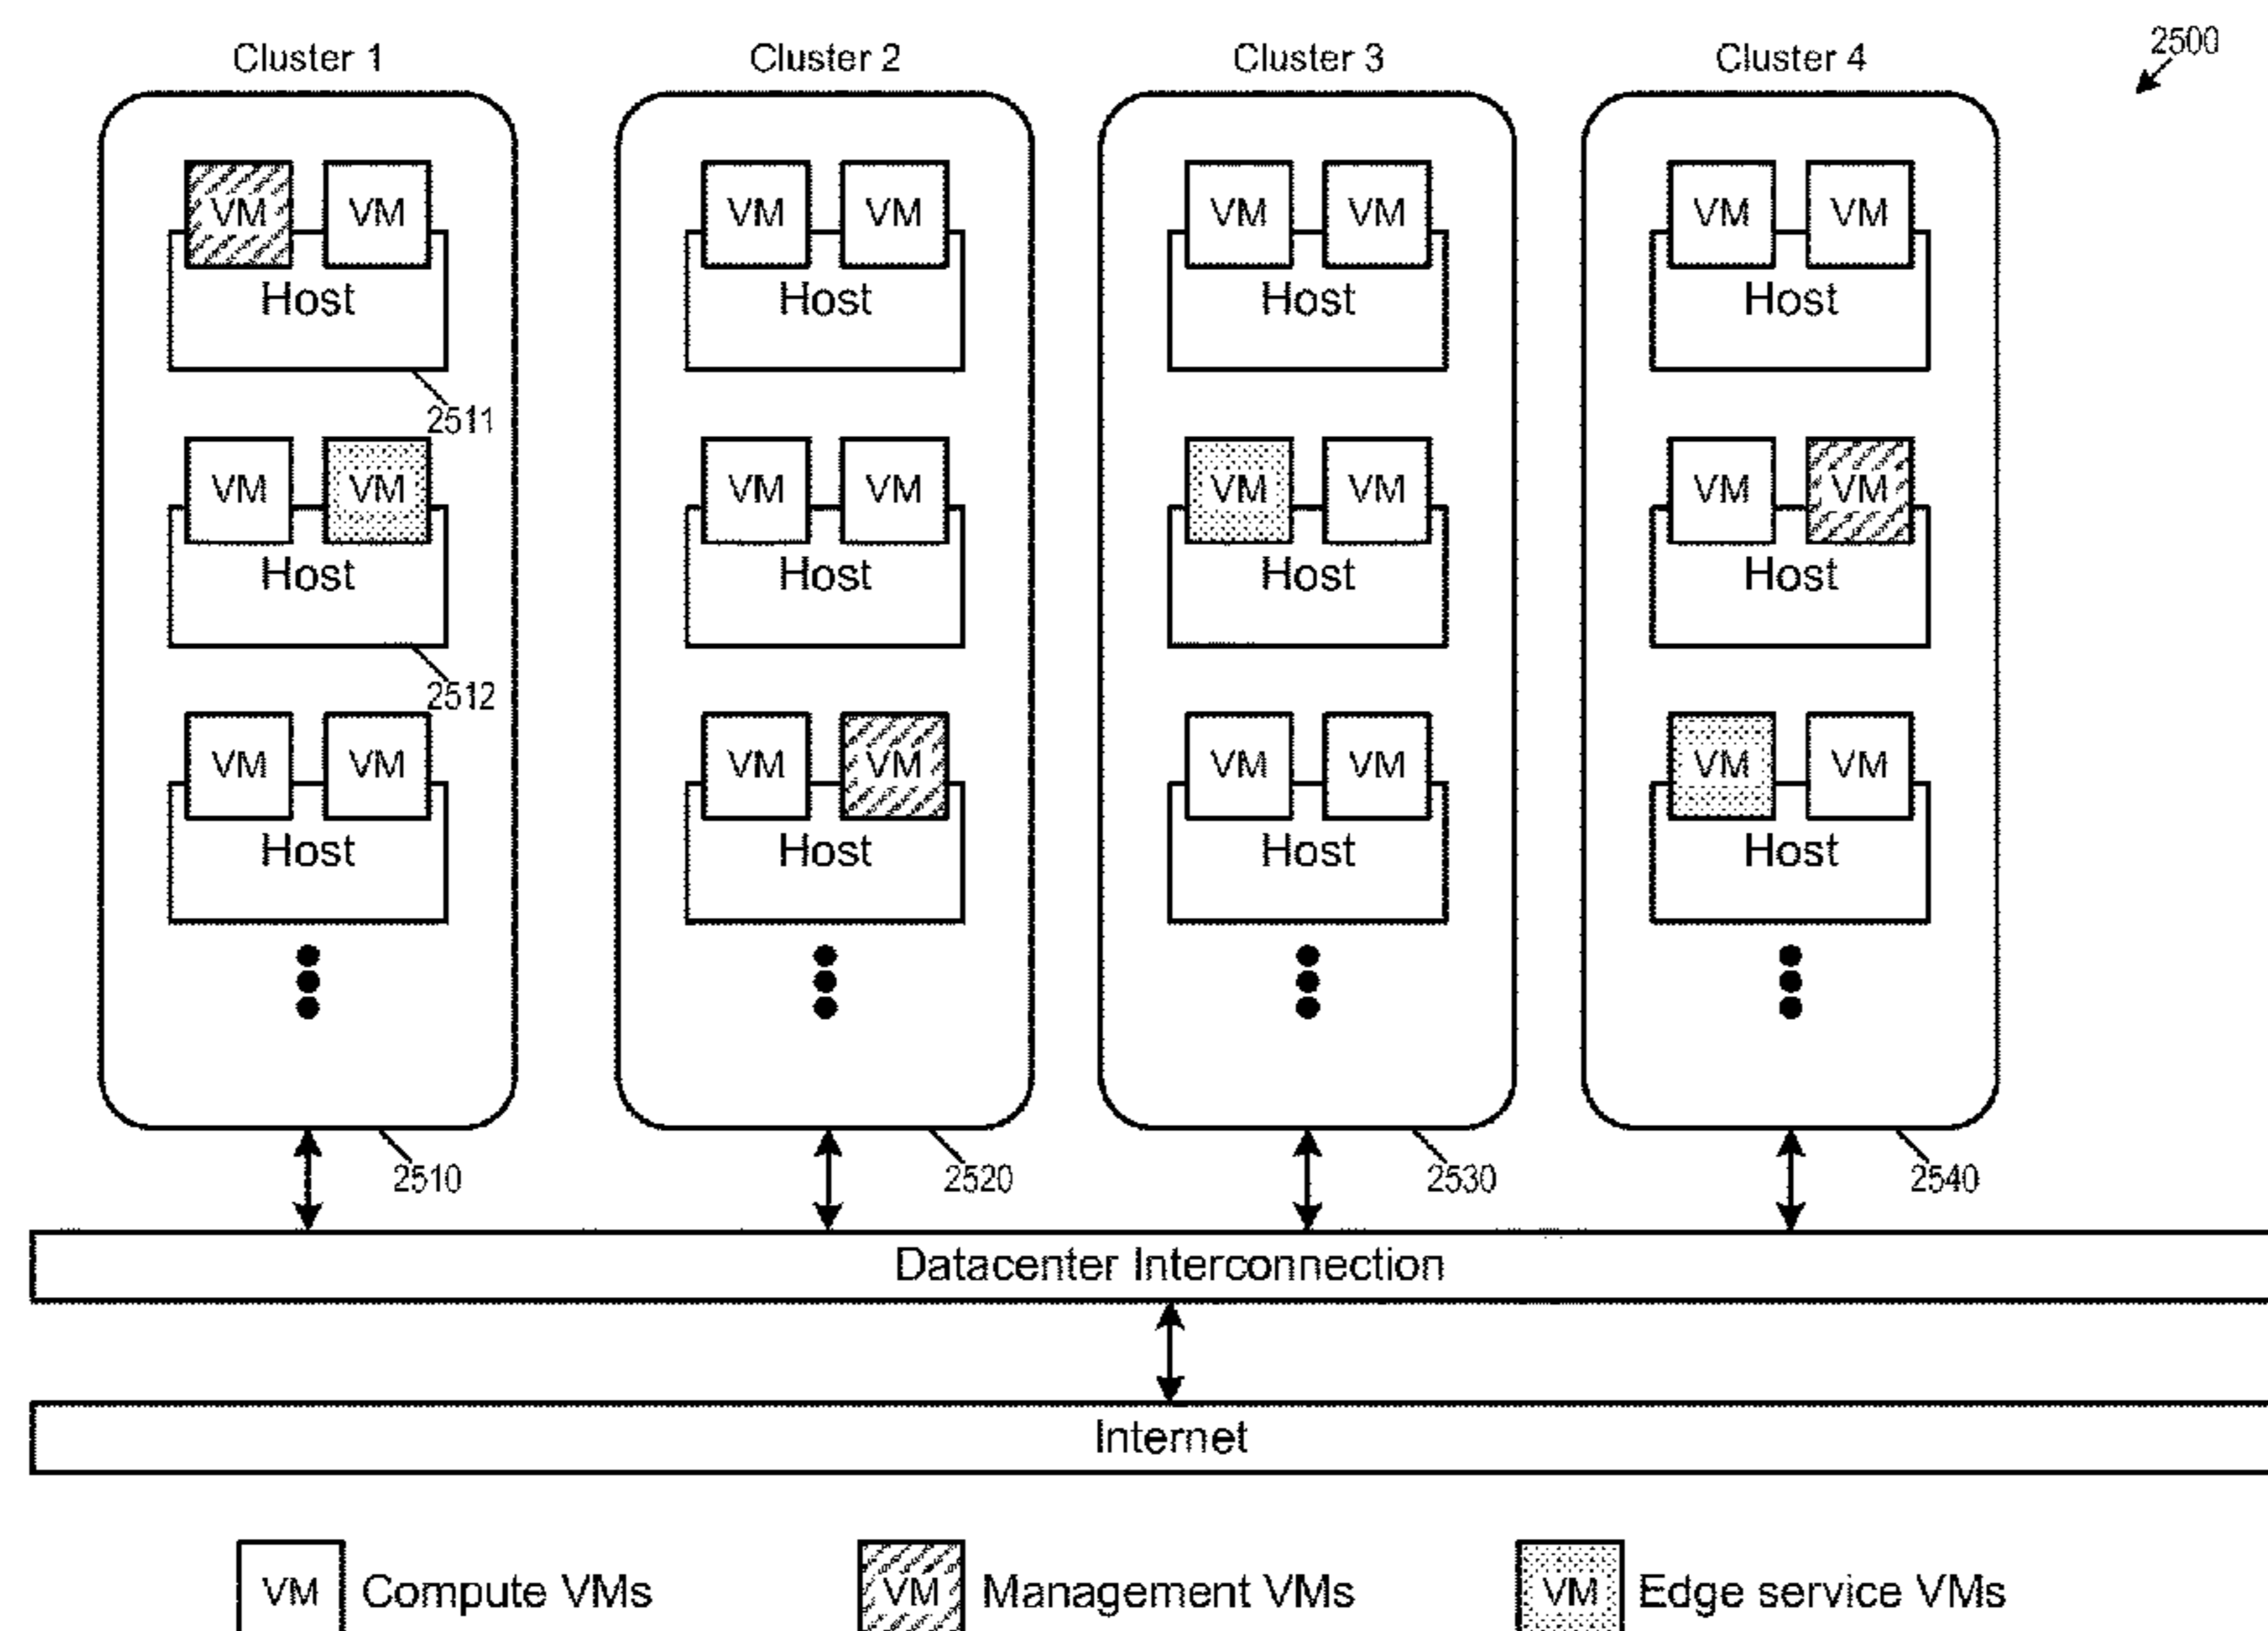 2500
Cluster 1 Cluster 2 Cluster 3 Cluster 4
VM VM VM VM VM VM VM VM
Host Host Host Host
2511
VM VM VM VM VM VM VM VM
Host Host Host Host
2512
VM VM VM VM VM VM VM VM
Host Host Host Host
2510 2520 2530 2540
Datacenter Interconnection
Internet
VM Compute VMs VM Management VMs VM Edge service VMs